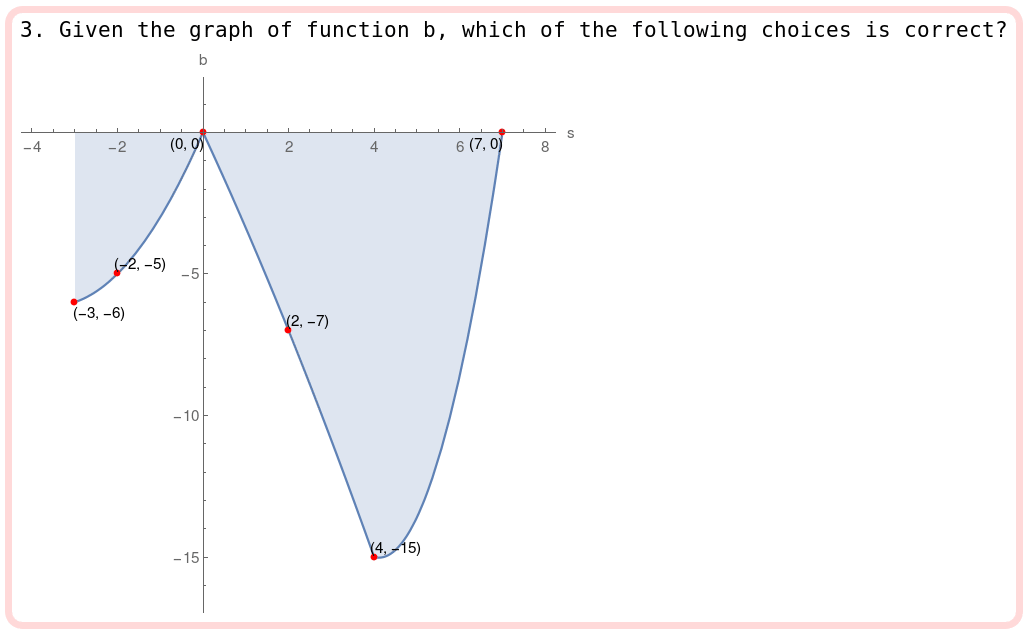 3. Given the graph of function b, which of the following choices is correct?
b
−4 −2 (0, 0) 2 4 6 (7, 0) 8 s
(−2, −5) −5
(−3, −6)
(2, −7)
−10
(4, −15)
−15